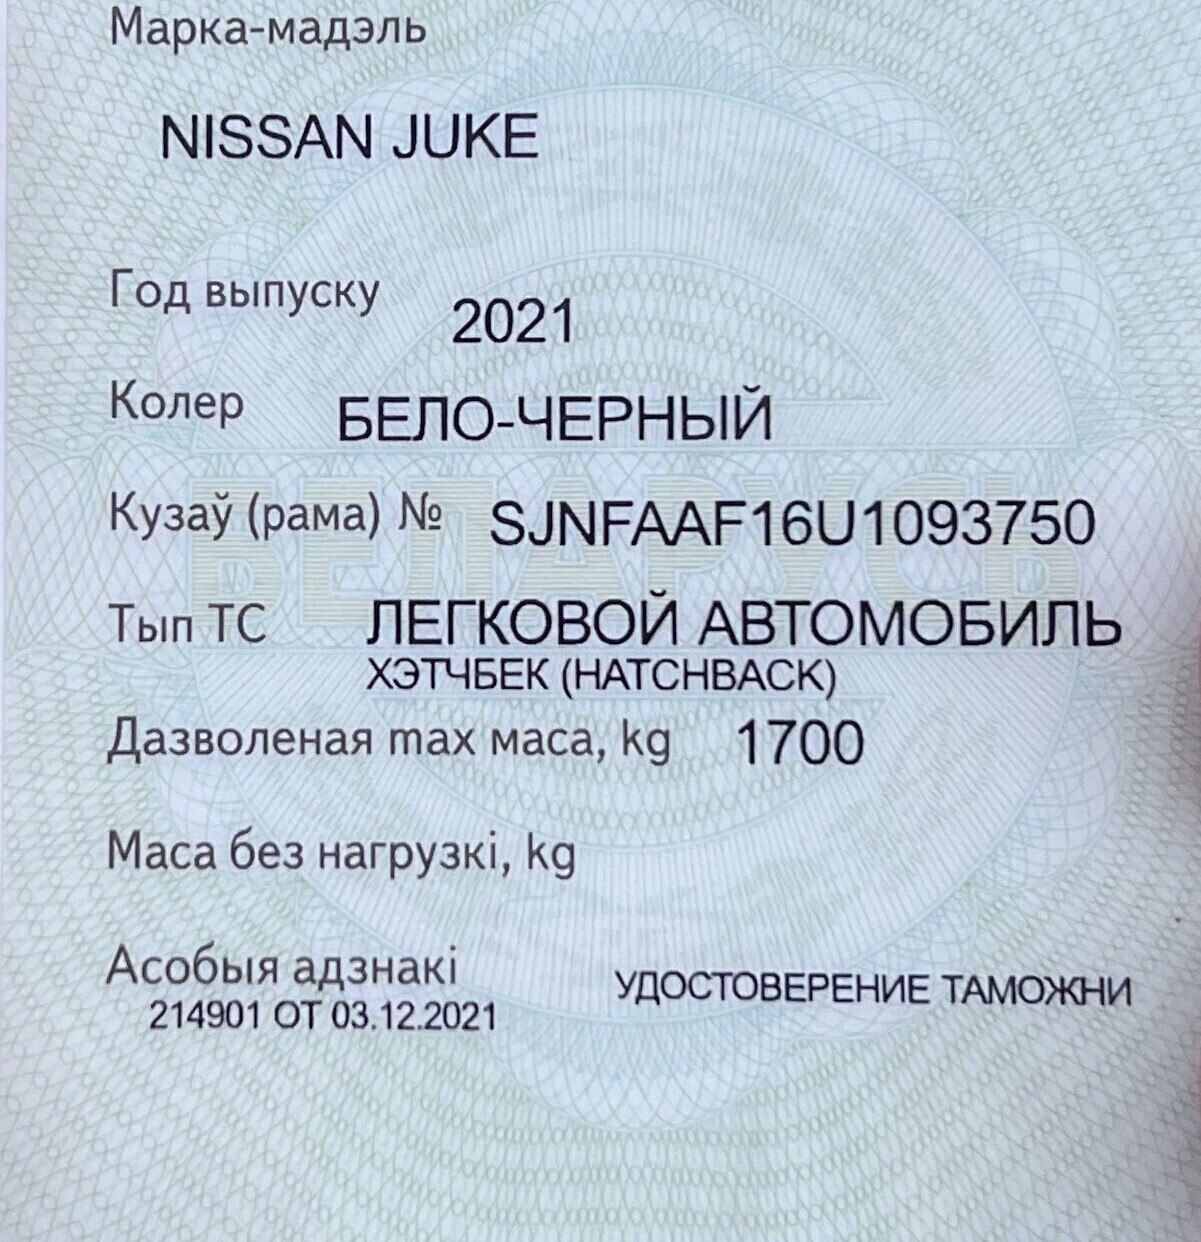 Марка-мадэль
NISSAN JUKE
Год выпуску 2021
Колер БЕЛО-ЧЕРНЫЙ
БЕЛАРУСЬ
Кузаў (рама) № SJNFAAF16U1093750
Тып ТС ЛЕГКОВОЙ АВТОМОБИЛЬ
ХЭТЧБЕК (HATCHBACK)
Дазволеная max маса, kg 1700
Маса без нагрузкі, kg
Асобыя адзнакі УДОСТОВЕРЕНИЕ ТАМОЖНИ
214901 ОТ 03.12.2021